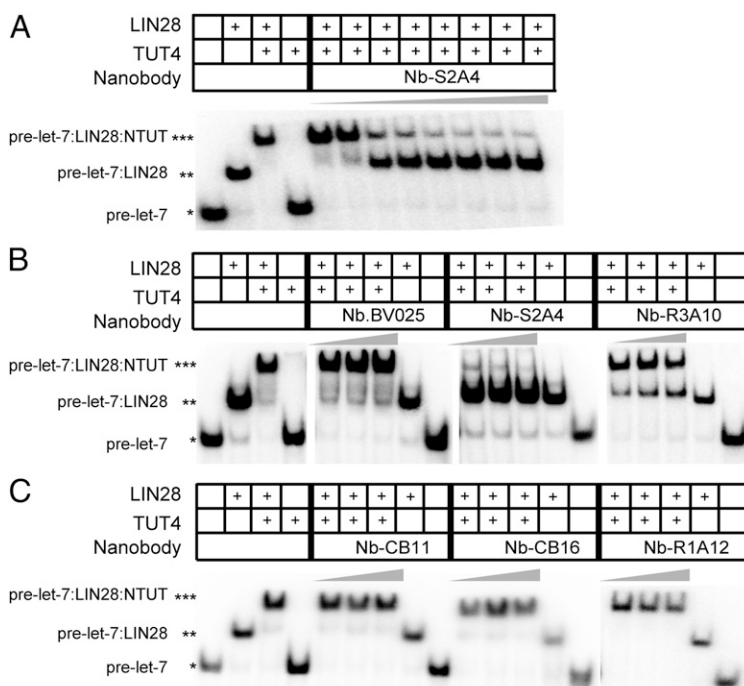 A
LIN28 + + + + + + + + + +
TUT4 + + + + + + + + + +
Nanobody Nb-S2A4
pre-let-7:LIN28:NTUT ***
pre-let-7:LIN28 **
pre-let-7 *
B
LIN28 + + + + + + + + + + + + + +
TUT4 + + + + + + + + + + +
Nanobody Nb.BV025 Nb-S2A4 Nb-R3A10
pre-let-7:LIN28:NTUT ***
pre-let-7:LIN28 **
pre-let-7 *
C
LIN28 + + + + + + + + + + + + + +
TUT4 + + + + + + + + + + +
Nanobody Nb-CB11 Nb-CB16 Nb-R1A12
pre-let-7:LIN28:NTUT ***
pre-let-7:LIN28 **
pre-let-7 *